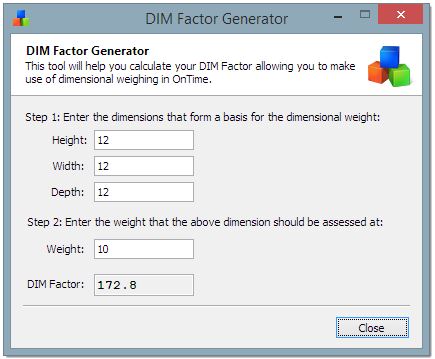 DIM Factor Generator
DIM Factor Generator
This tool will help you calculate your DIM Factor allowing you to make
use of dimensional weighing in OnTime.
Step 1: Enter the dimensions that form a basis for the dimensional weight:
Height: 12
Width: 12
Depth: 12
Step 2: Enter the weight that the above dimension should be assessed at:
Weight: 10
DIM Factor: 172.8
Close